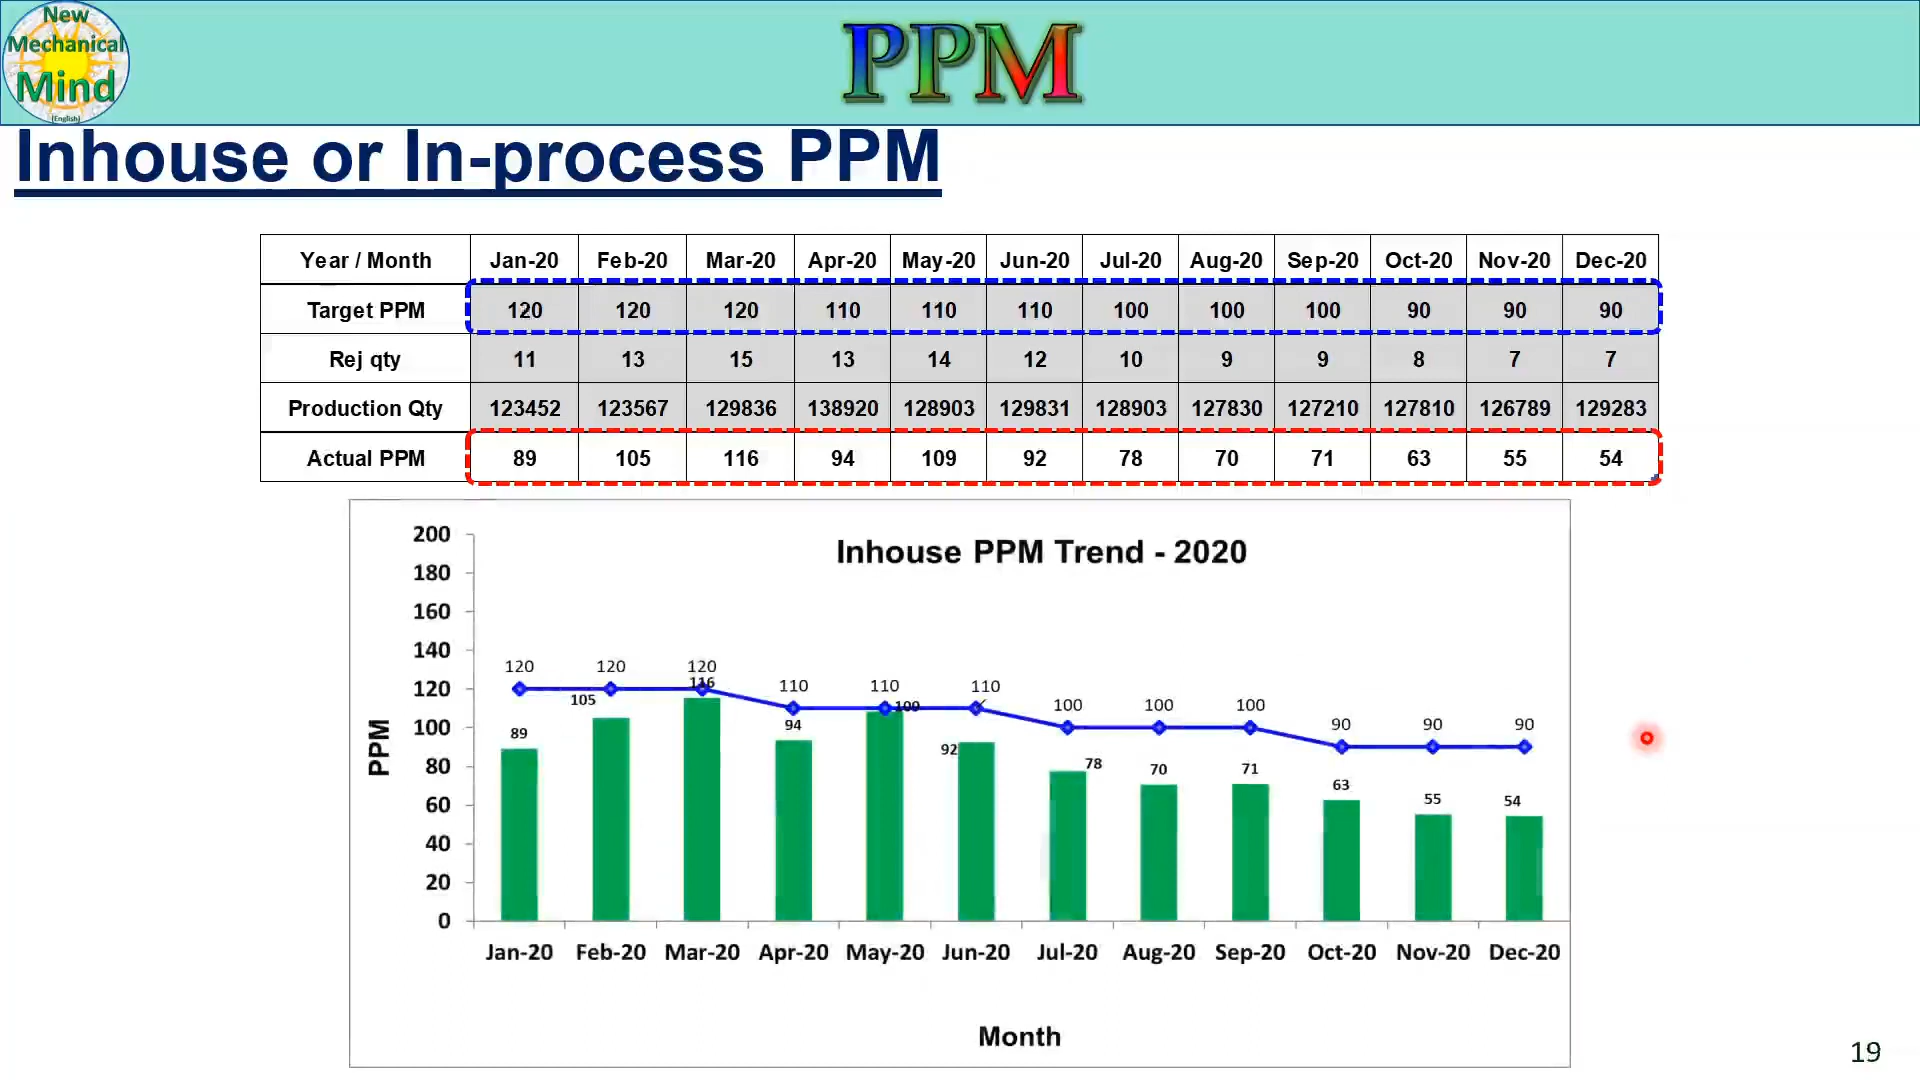 New
Mechanical
Mind
(English)
PPM
Inhouse or In-process PPM
Year / Month Jan-20 Feb-20 Mar-20 Apr-20 May-20 Jun-20 Jul-20 Aug-20 Sep-20 Oct-20 Nov-20 Dec-20
Target PPM 120 120 120 110 110 110 100 100 100 90 90 90
Rej qty 11 13 15 13 14 12 10 9 9 8 7 7
Production Qty 123452 123567 129836 138920 128903 129831 128903 127830 127210 127810 126789 129283
Actual PPM 89 105 116 94 109 92 78 70 71 63 55 54
Inhouse PPM Trend - 2020
PPM
200
180
160
140
120
100
80
60
40
20
0
120 120 120 110 110 110 100 100 100 90 90 90
89 105 116 94 109 92 78 70 71 63 55 54
Jan-20 Feb-20 Mar-20 Apr-20 May-20 Jun-20 Jul-20 Aug-20 Sep-20 Oct-20 Nov-20 Dec-20
Month
19